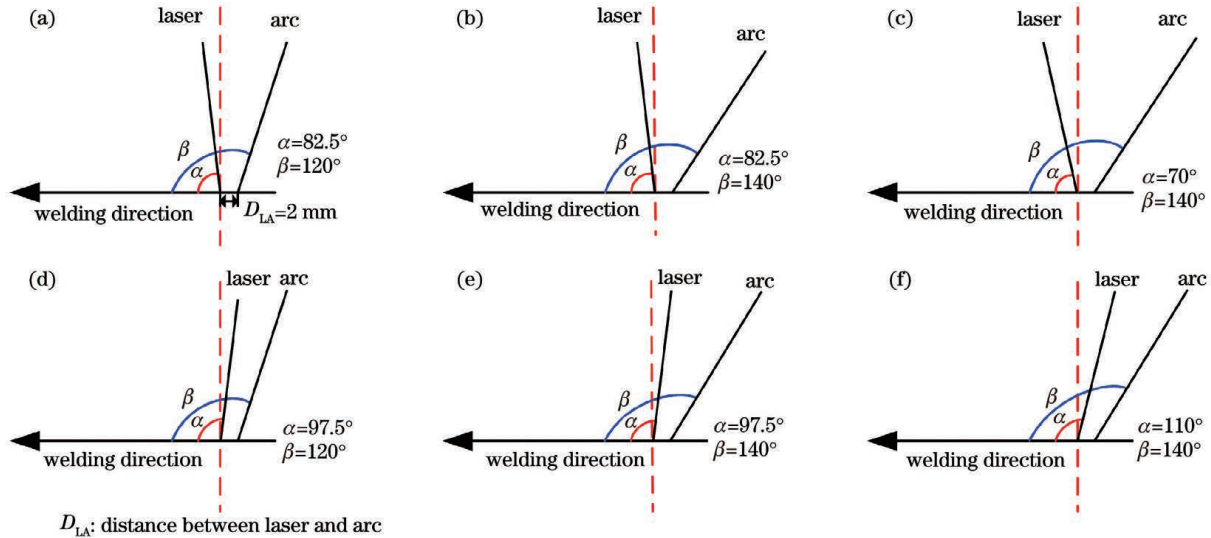 (a)
laser
arc
β
α
α=82.5°
β=120°
welding direction
D_LA=2 mm
(b)
laser
arc
β
α
α=82.5°
β=140°
welding direction
(c)
laser
arc
β
α
α=70°
β=140°
welding direction
(d)
laser arc
β
α
α=97.5°
β=120°
welding direction
(e)
laser
arc
β
α
α=97.5°
β=140°
welding direction
(f)
laser
arc
β
α
α=110°
β=140°
welding direction
D_LA: distance between laser and arc